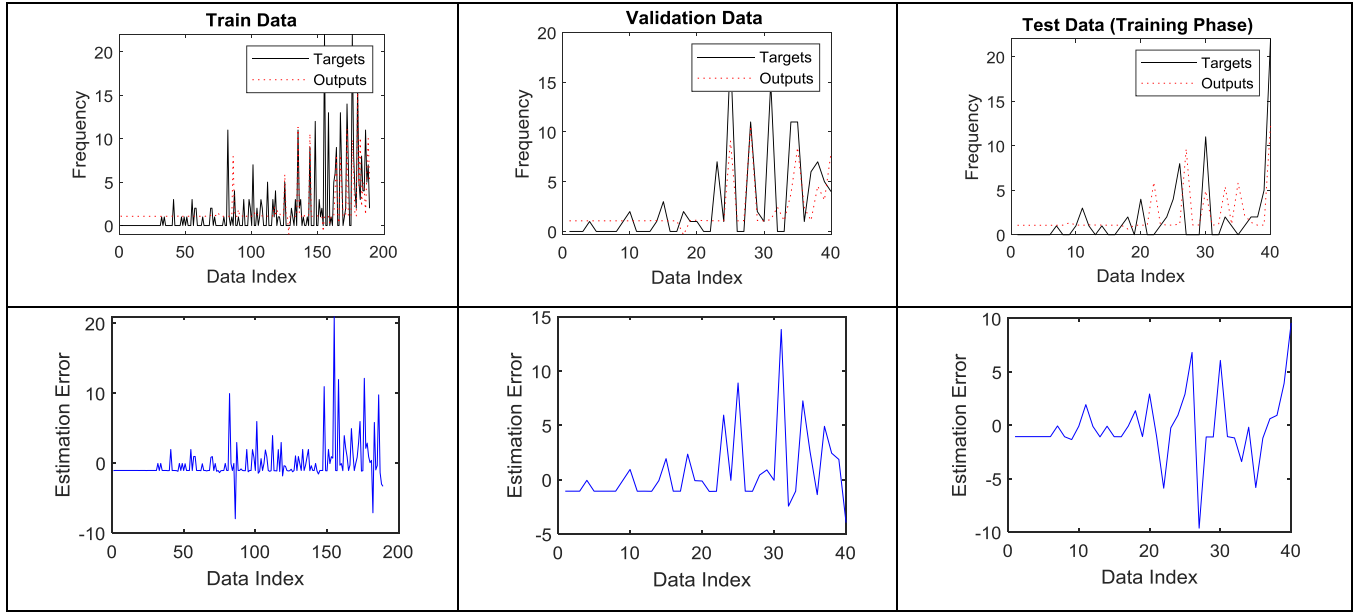 Train Data
20
15
10
5
0
Frequency
Targets
Outputs
0
50
100
150
200
Data Index
Validation Data
20
15
10
5
0
Frequency
Targets
Outputs
0
10
20
30
40
Data Index
Test Data (Training Phase)
20
15
10
5
0
Frequency
Targets
Outputs
0
10
20
30
40
Data Index
20
10
0
-10
Estimation Error
0
50
100
150
200
Data Index
15
10
5
0
-5
Estimation Error
0
10
20
30
40
Data Index
10
5
0
-5
-10
Estimation Error
0
10
20
30
40
Data Index